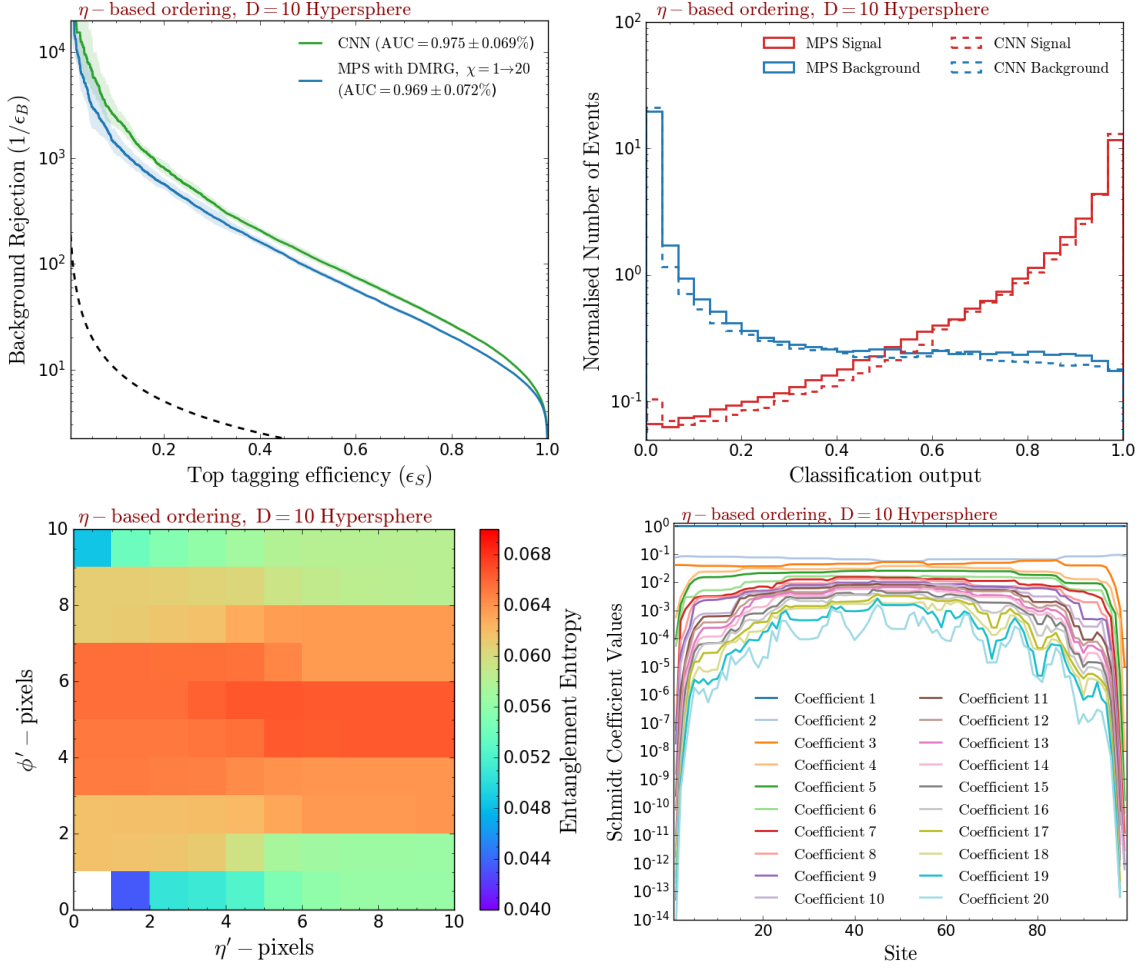 η − based ordering, D = 10 Hypersphere
Background Rejection (1/ϵ_B)
10^4
10^3
10^2
10^1
CNN (AUC = 0.975 ± 0.069%)
MPS with DMRG, χ = 1→20
(AUC = 0.969 ± 0.072%)
0.2 0.4 0.6 0.8 1.0
Top tagging efficiency (ϵ_S)
η − based ordering, D = 10 Hypersphere
Normalised Number of Events
10^2
10^1
10^0
10^-1
MPS Signal CNN Signal
MPS Background CNN Background
0.0 0.2 0.4 0.6 0.8 1.0
Classification output
η − based ordering, D = 10 Hypersphere
ϕ′ − pixels
10
8
6
4
2
0
0 2 4 6 8 10
η′ − pixels
0.068
0.064
0.060
0.056
0.052
0.048
0.044
0.040
Entanglement Entropy
η − based ordering, D = 10 Hypersphere
Schmidt Coefficient Values
10^0
10^-1
10^-2
10^-3
10^-4
10^-5
10^-6
10^-7
10^-8
10^-9
10^-10
10^-11
10^-12
10^-13
10^-14
Coefficient 1 Coefficient 11
Coefficient 2 Coefficient 12
Coefficient 3 Coefficient 13
Coefficient 4 Coefficient 14
Coefficient 5 Coefficient 15
Coefficient 6 Coefficient 16
Coefficient 7 Coefficient 17
Coefficient 8 Coefficient 18
Coefficient 9 Coefficient 19
Coefficient 10 Coefficient 20
20 40 60 80
Site